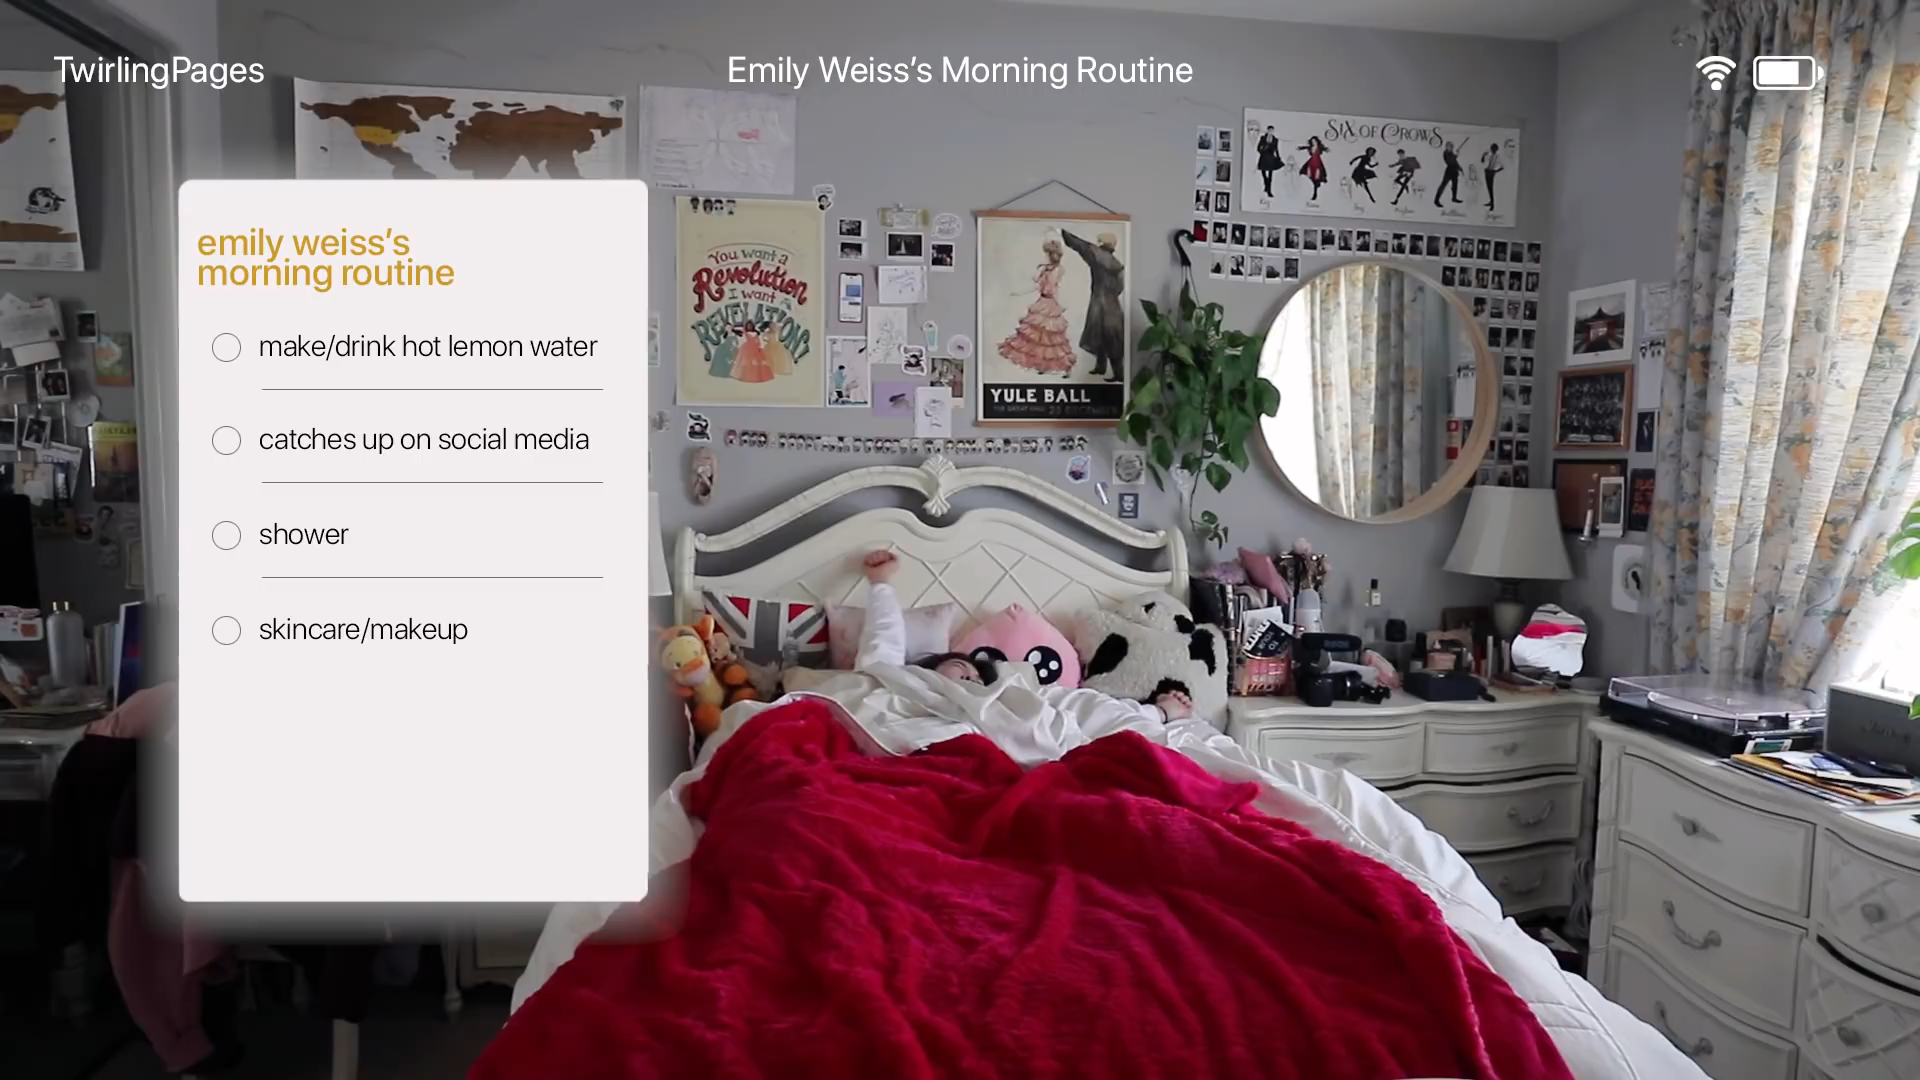 TwirlingPages
Emily Weiss's Morning Routine
emily weiss's
morning routine
make/drink hot lemon water
catches up on social media
shower
skincare/makeup
SIX OF CROWS
You want a
Revolution
I want
REVELATION!
YULE BALL